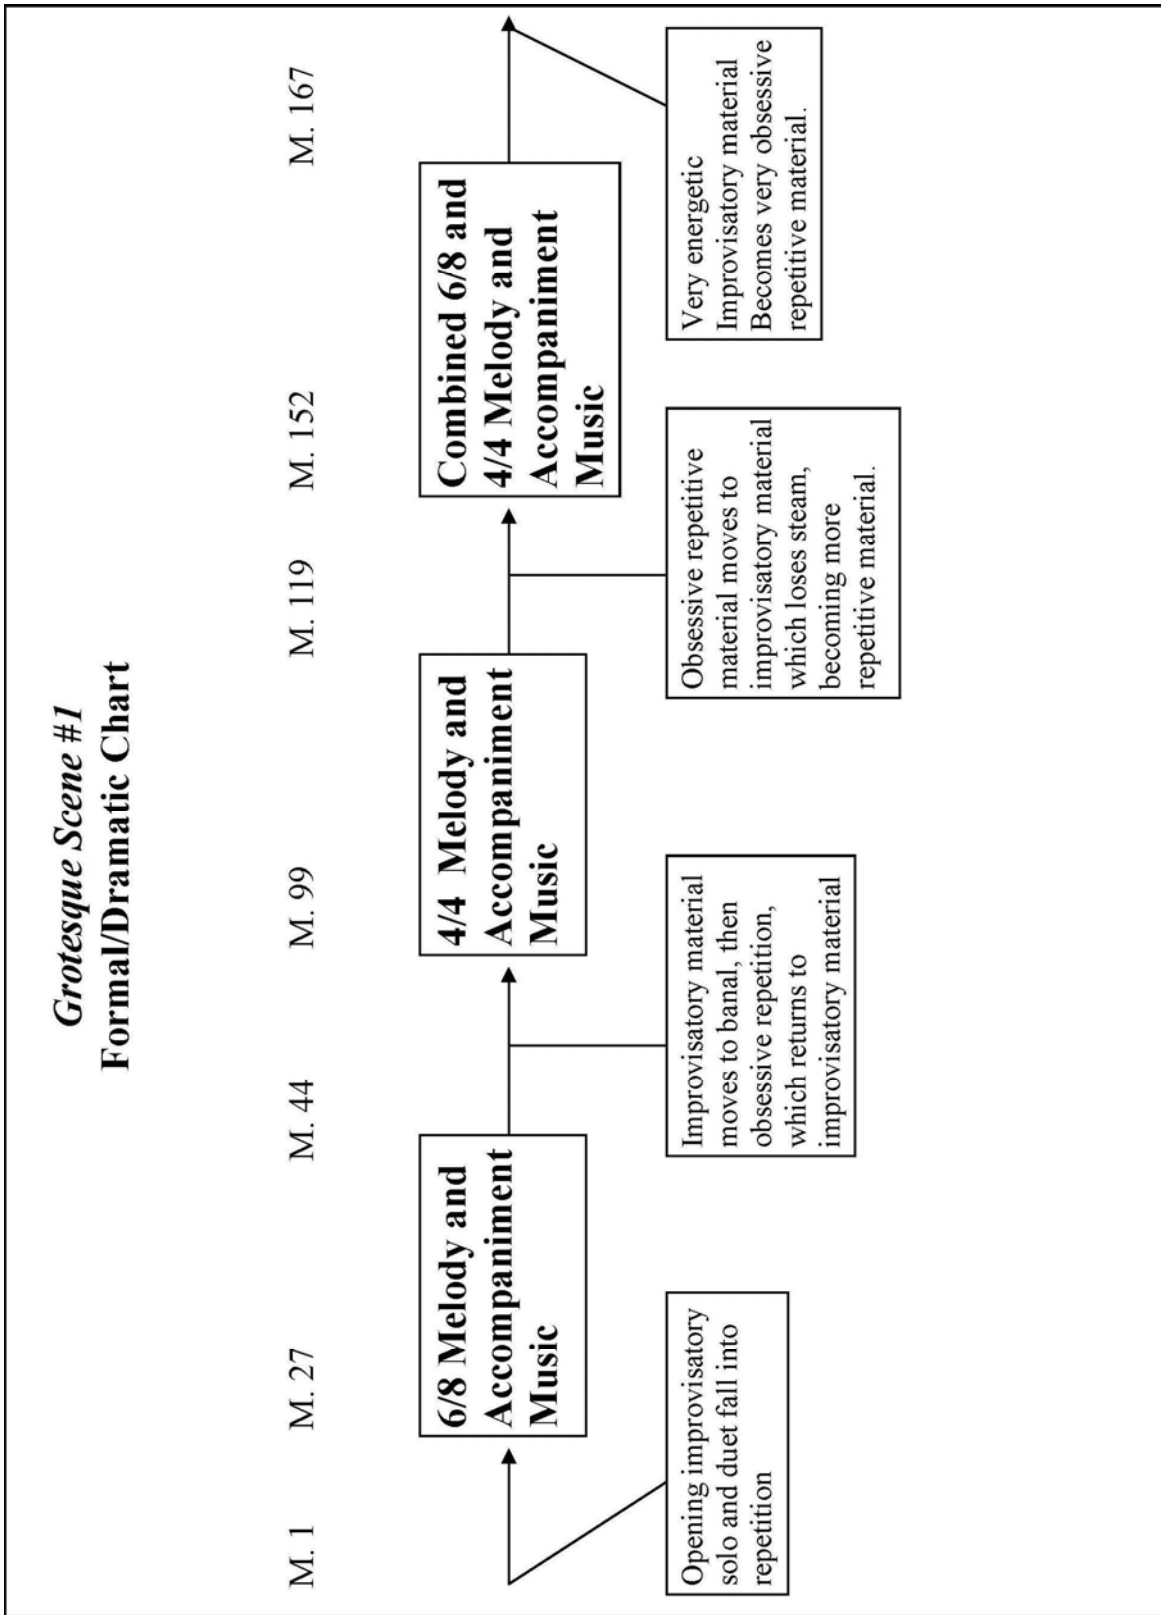 Grotesque Scene #1
Formal/Dramatic Chart
M. 1
M. 27
M. 44
M. 99
M. 119
M. 152
M. 167
6/8 Melody and
Accompaniment
Music
4/4 Melody and
Accompaniment
Music
Combined 6/8 and
4/4 Melody and
Accompaniment
Music
Opening improvisatory
solo and duet fall into
repetition
Improvisatory material
moves to banal, then
obsessive repetition,
which returns to
improvisatory material
Obsessive repetitive
material moves to
improvisatory material
which loses steam,
becoming more
repetitive material.
Very energetic
Improvisatory material
Becomes very obsessive
repetitive material.